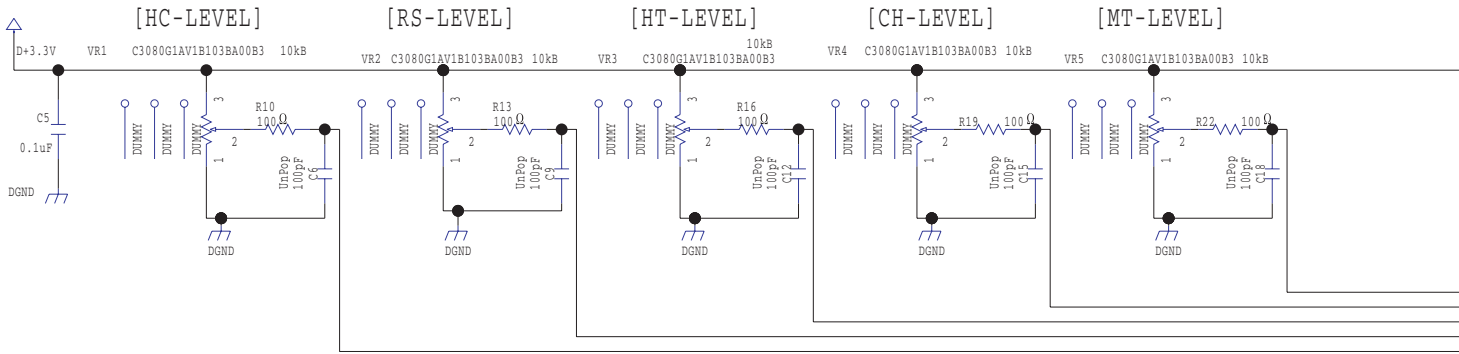 [HC-LEVEL] [RS-LEVEL] [HT-LEVEL] [CH-LEVEL] [MT-LEVEL]
D+3.3V
VR1 C3080G1AV1B103BA00B3 10kB
VR2 C3080G1AV1B103BA00B3 10kB
10kB
VR3 C3080G1AV1B103BA00B3
VR4 C3080G1AV1B103BA00B3 10kB
VR5 C3080G1AV1B103BA00B3 10kB
C5
0.1uF
DGND
DUMMY
DUMMY
DUMMY
3
2
1
R10
100Ω
UnPop
100pF
C6
DGND
DUMMY
DUMMY
DUMMY
3
2
1
R13
100Ω
UnPop
100pF
C9
DGND
DUMMY
DUMMY
DUMMY
3
2
1
R16
100Ω
UnPop
100pF
C12
DGND
DUMMY
DUMMY
DUMMY
3
2
1
R19 100Ω
UnPop
100pF
C15
DGND
DUMMY
DUMMY
DUMMY
3
2
1
R22 100Ω
UnPop
100pF
C18
DGND